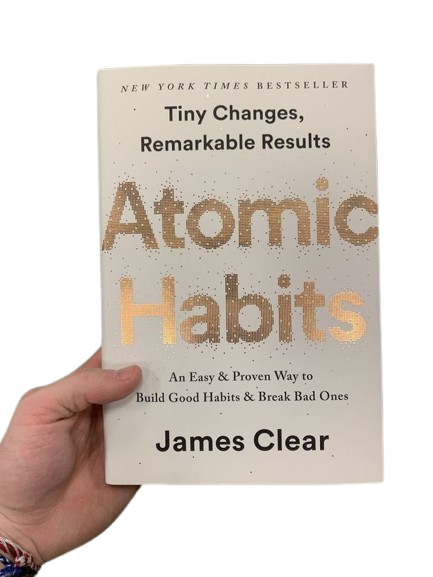 NEW YORK TIMES BESTSELLER
Tiny Changes,
Remarkable Results
Atomic
Habits
An Easy & Proven Way to
Build Good Habits & Break Bad Ones
James Clear